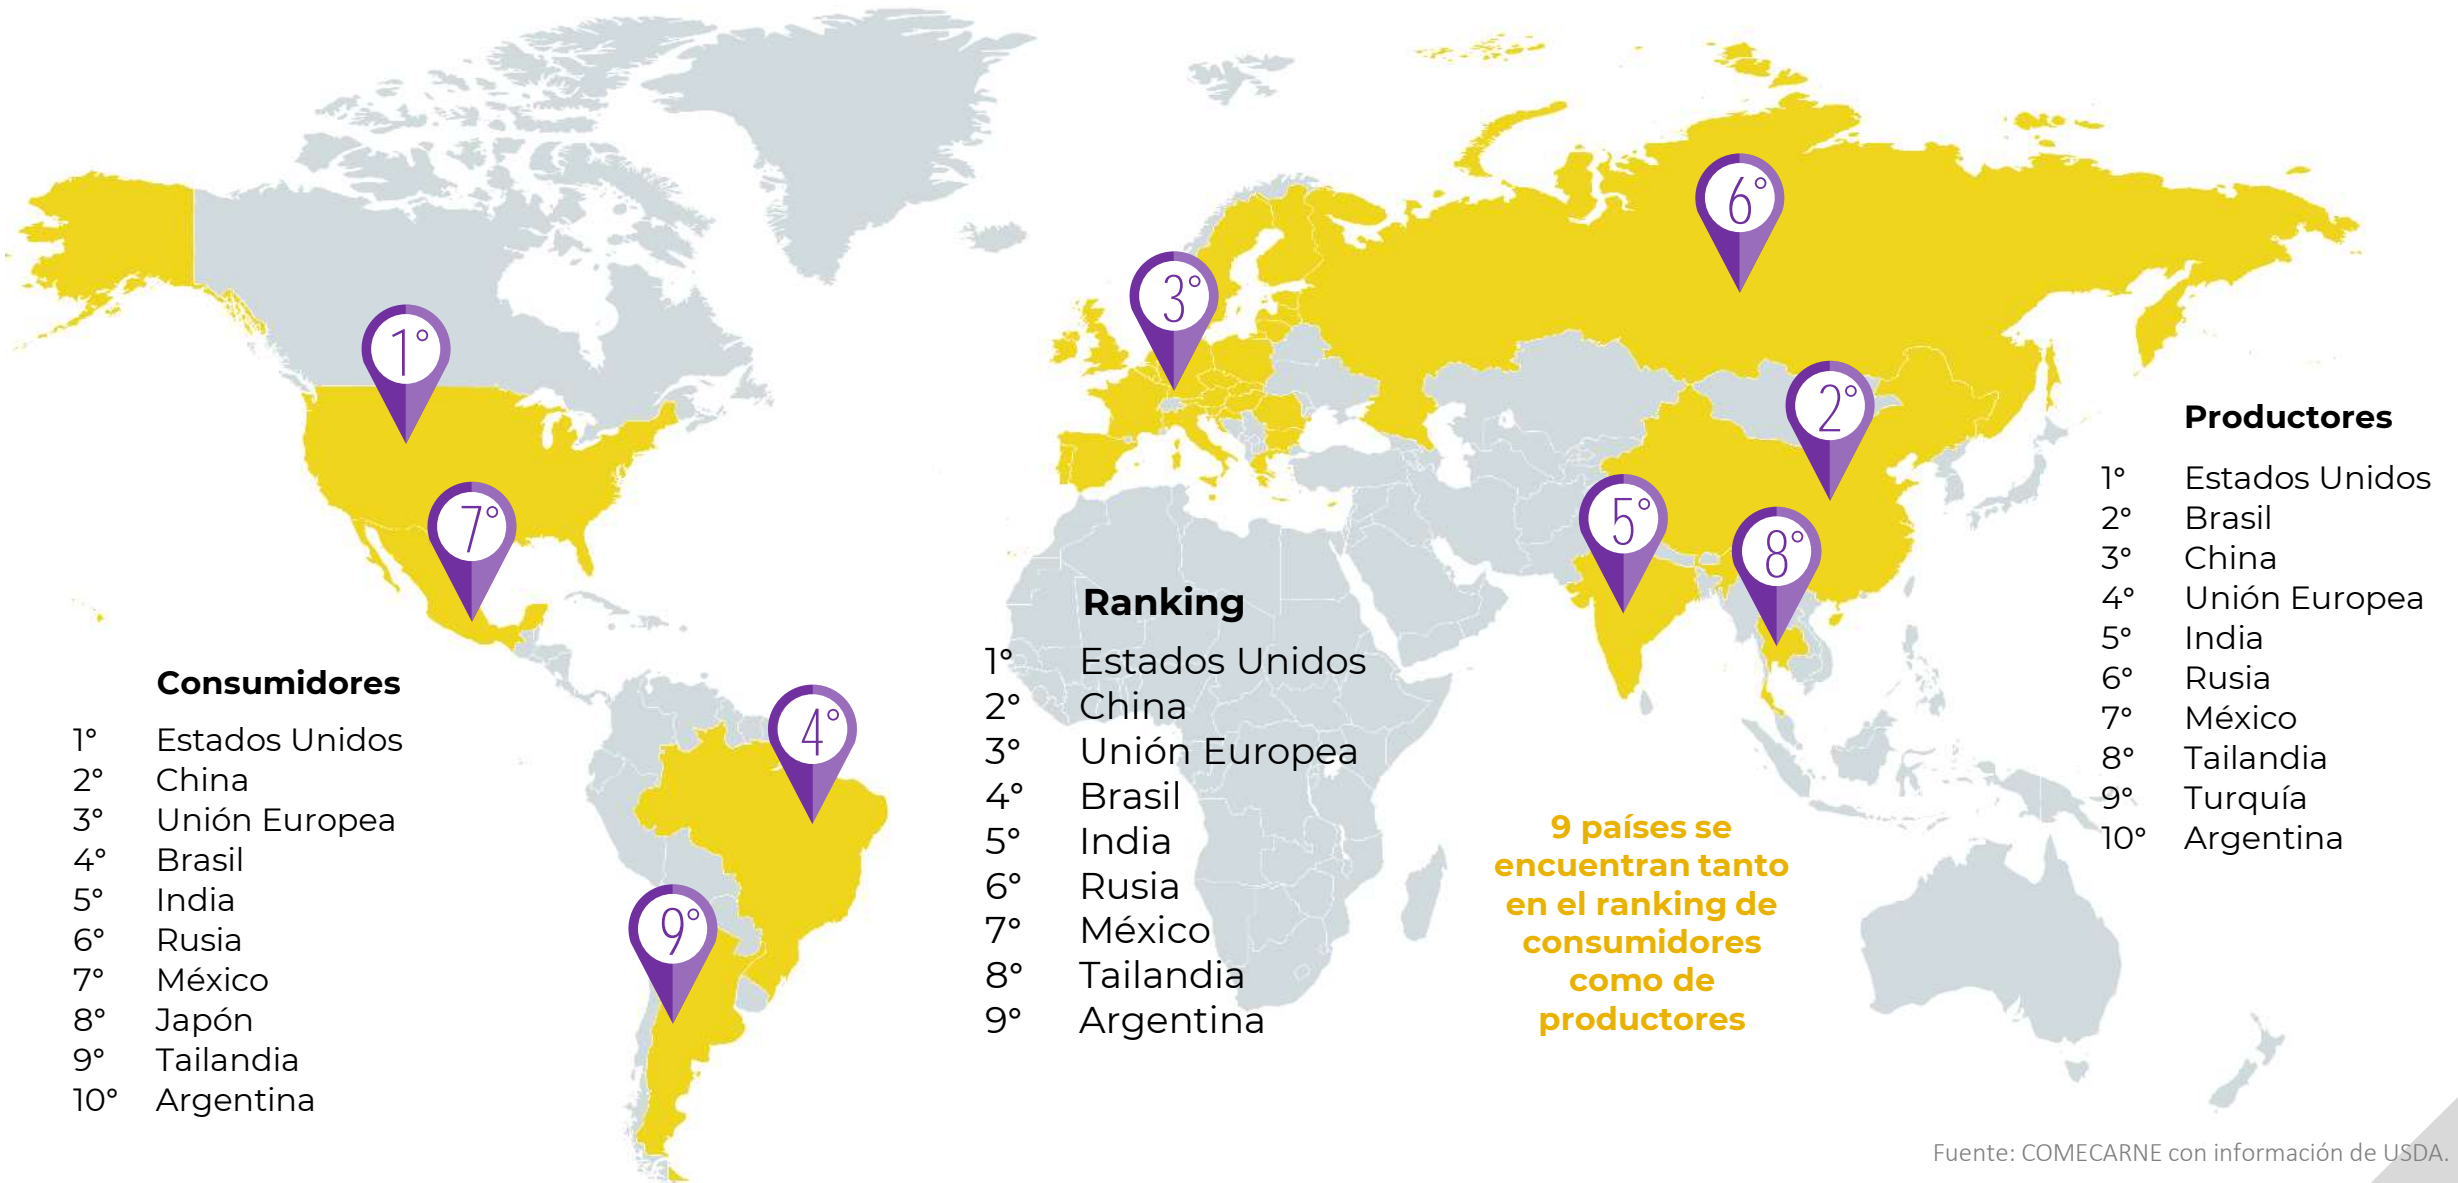 1°
7°
4°
9°
3°
6°
2°
5°
8°
Consumidores
1° Estados Unidos
2° China
3° Unión Europea
4° Brasil
5° India
6° Rusia
7° México
8° Japón
9° Tailandia
10° Argentina
Ranking
1° Estados Unidos
2° China
3° Unión Europea
4° Brasil
5° India
6° Rusia
7° México
8° Tailandia
9° Argentina
9 países se
encuentran tanto
en el ranking de
consumidores
como de
productores
Productores
1° Estados Unidos
2° Brasil
3° China
4° Unión Europea
5° India
6° Rusia
7° México
8° Tailandia
9° Turquía
10° Argentina
Fuente: COMECARNE con información de USDA.